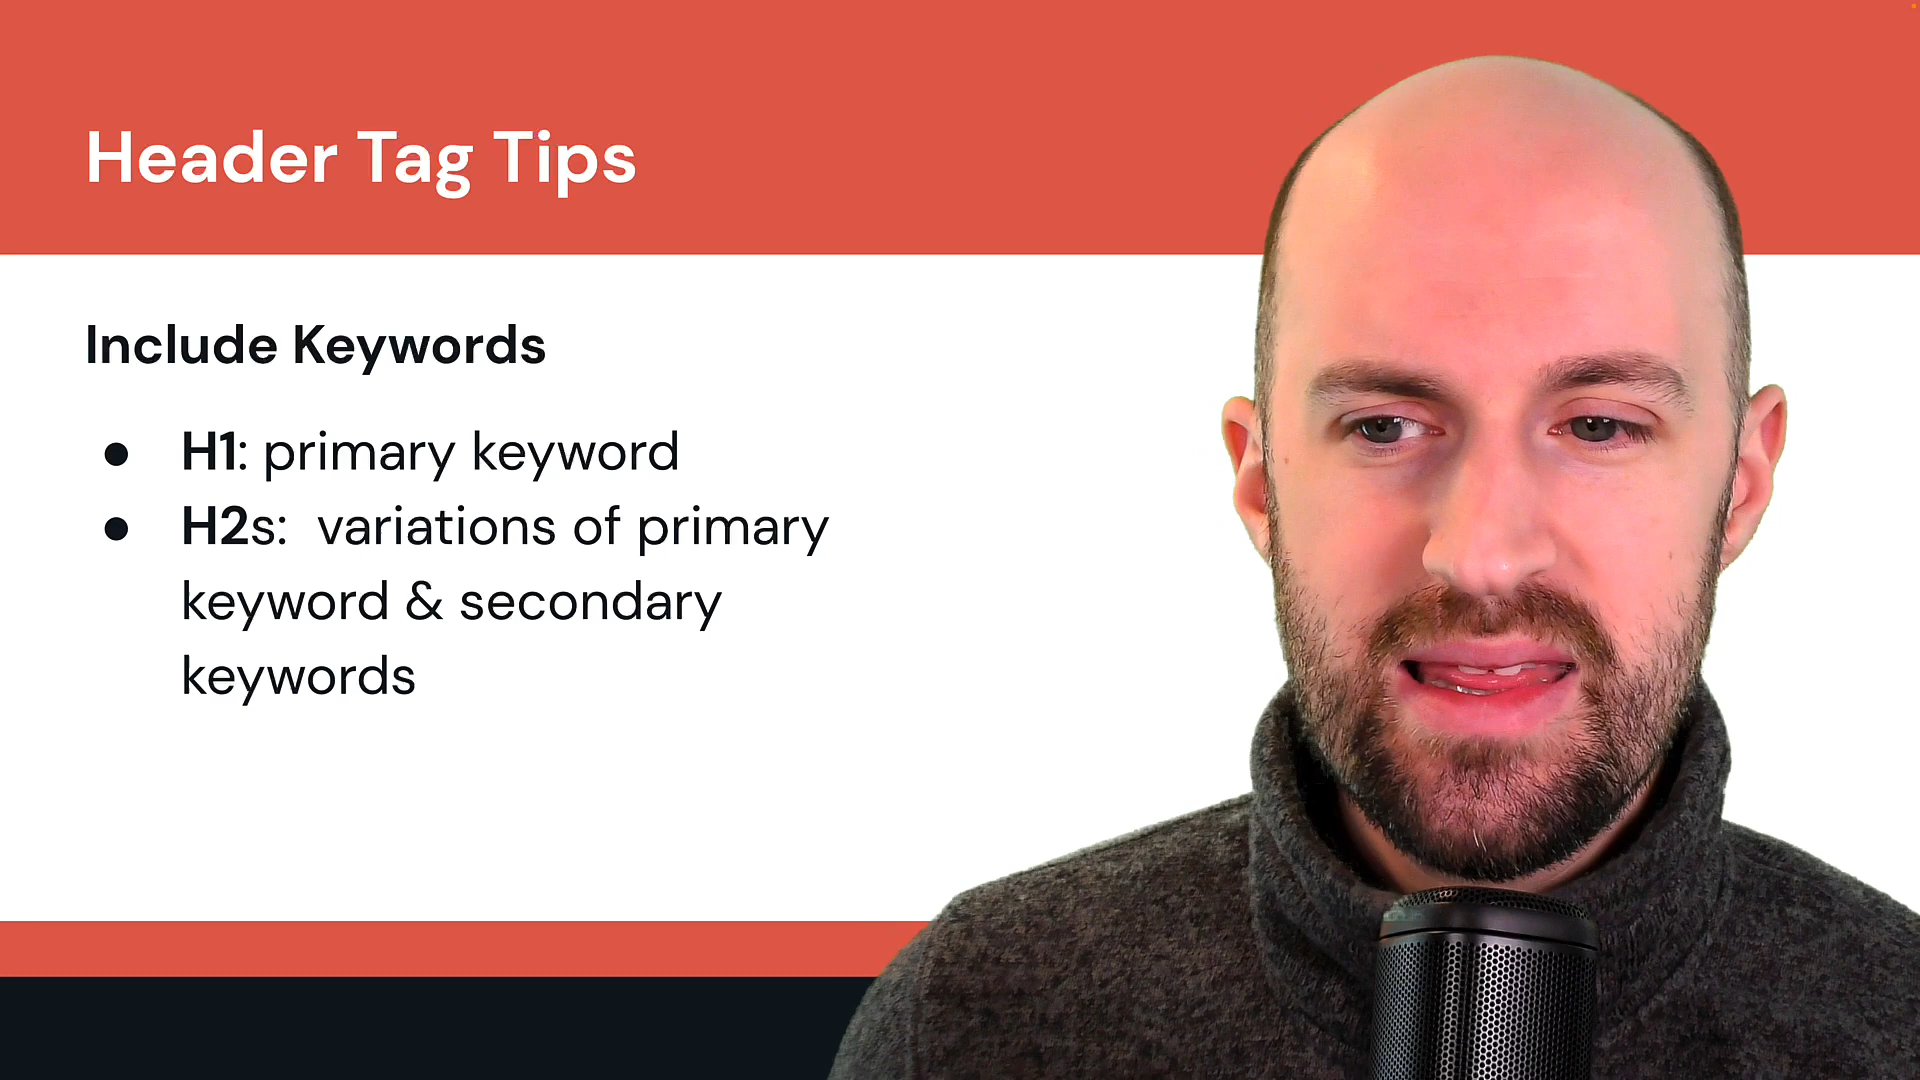 Header Tag Tips
Include Keywords
● H1: primary keyword
● H2s:  variations of primary
keyword & secondary
keywords